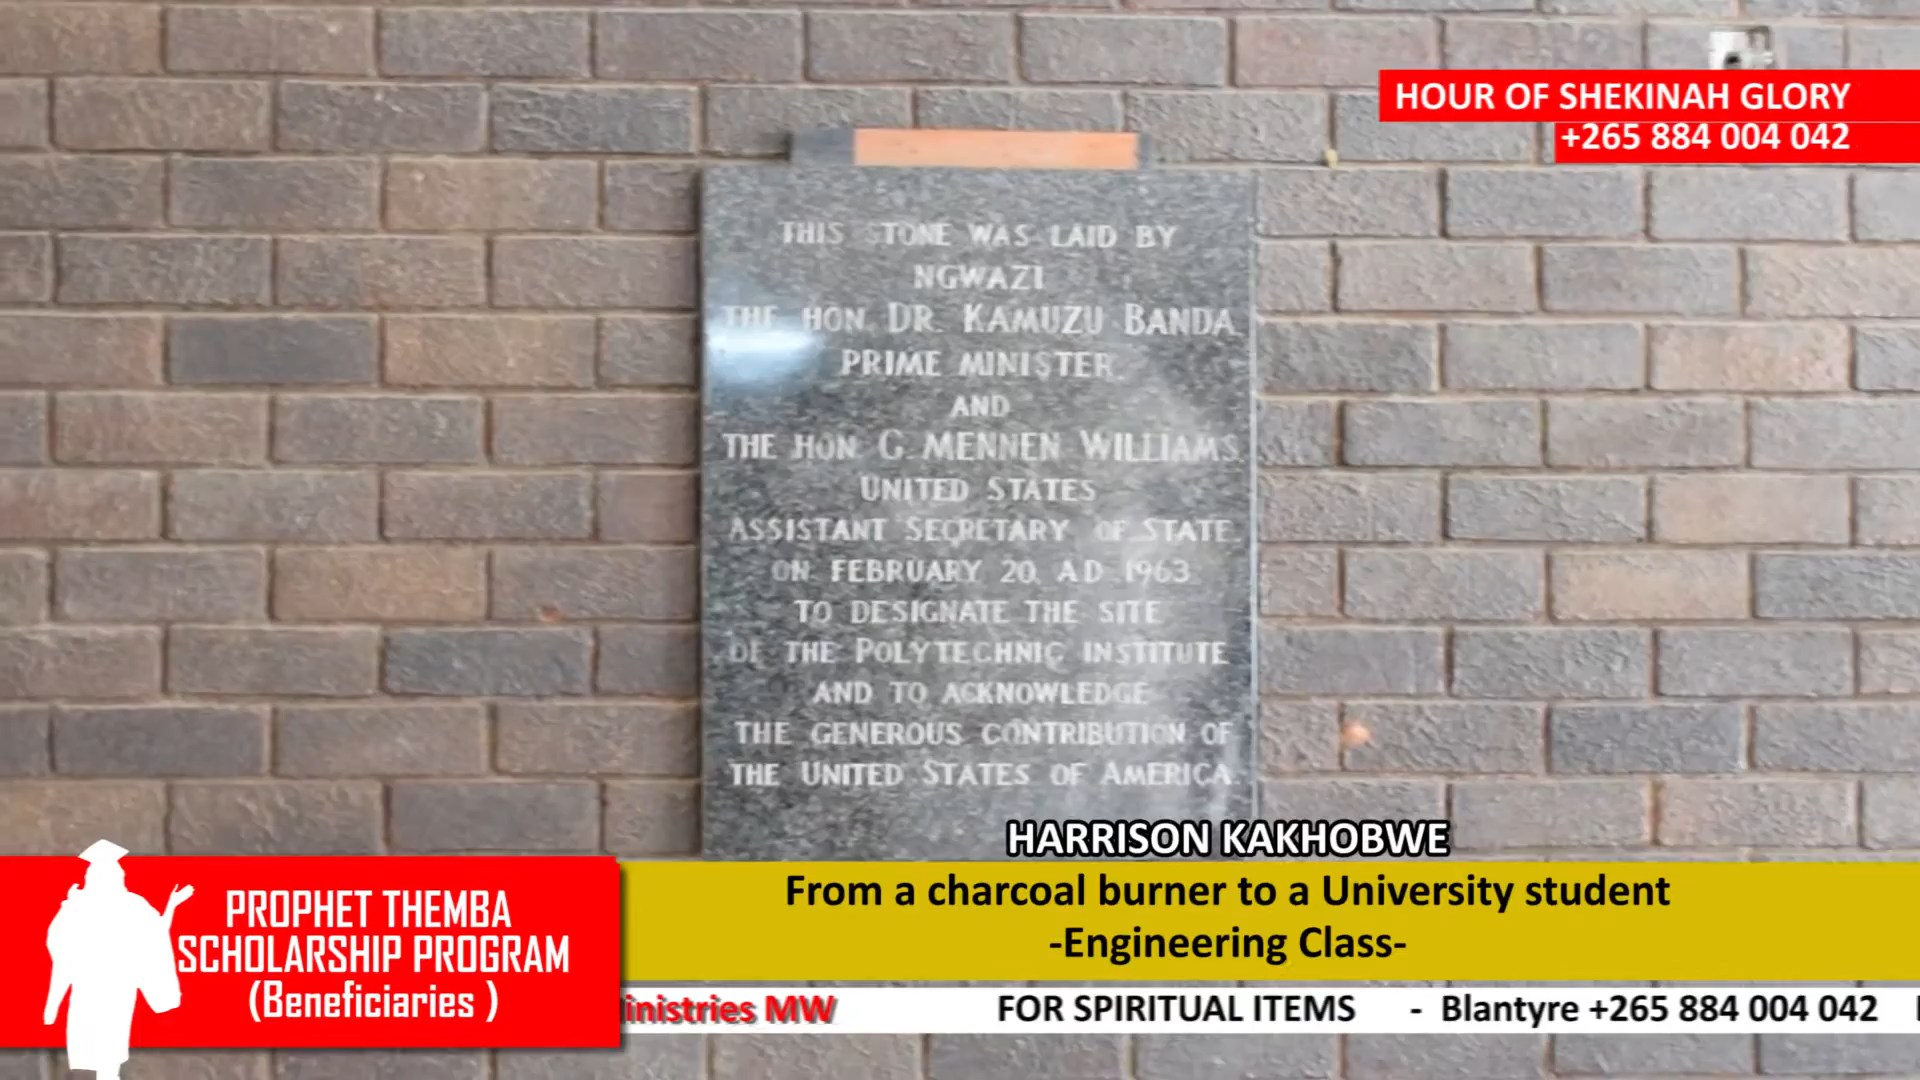 HOUR OF SHEKINAH GLORY
+265 884 004 042
THIS STONE WAS LAID BY
NGWAZI
THE HON. DR. KAMUZU BANDA
PRIME MINISTER.
AND
THE HON. G. MENNEN WILLIAMS
UNITED STATES
ASSISTANT SECRETARY OF STATE.
ON FEBRUARY 20, A.D. 1963
TO DESIGNATE THE SITE
OF THE POLYTECHNIC INSTITUTE
AND TO ACKNOWLEDGE
THE GENEROUS CONTRIBUTION OF
THE UNITED STATES OF AMERICA.
HARRISON KAKHOBWE
From a charcoal burner to a University student
-Engineering Class-
PROPHET THEMBA
SCHOLARSHIP PROGRAM
(Beneficiaries )
inistries MW FOR SPIRITUAL ITEMS - Blantyre +265 884 004 042